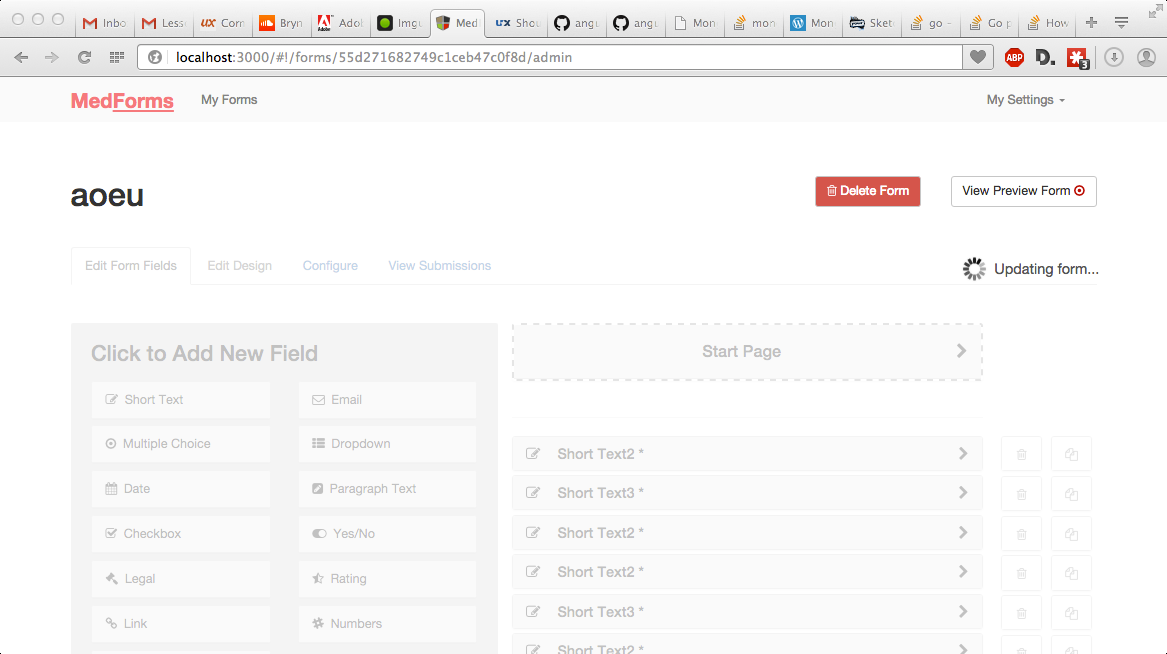 Inbo
Less
UX Corr
Bryn
Adobe Adol
Imgu
Med
ux Shou
angu
angu
Mon
mon
Mon
Sket
go -
Go p
How
localhost:3000/#!/forms/55d271682749c1ceb47c0f8d/admin
ABP
D.
3
MedForms My Forms My Settings
aoeu
Delete Form View Preview Form
Edit Form Fields Edit Design Configure View Submissions
Updating form...
Click to Add New Field
Start Page
Short Text Email
Multiple Choice Dropdown
Date Paragraph Text
Checkbox Yes/No
Legal Rating
Link Numbers
Short Text2 *
Short Text3 *
Short Text2 *
Short Text2 *
Short Text3 *
Short Text2 *